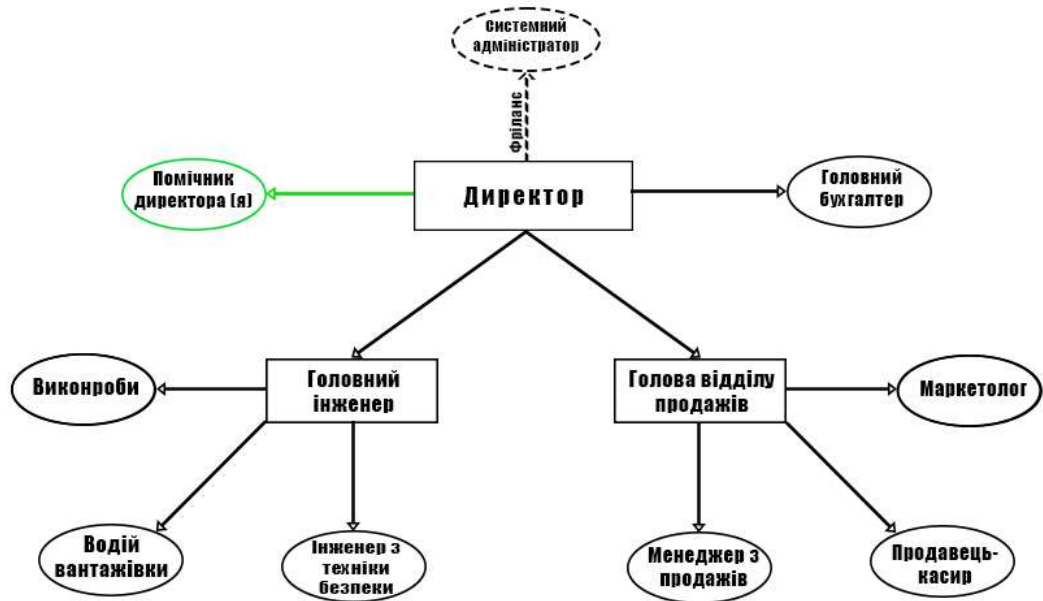 Системний
адміністратор
Фріланс
Помічник
директора (я)
Директор
Головний
бухгалтер
Виконроби
Головний
інженер
Голова відділу
продажів
Маркетолог
Водій
вантажівки
Інженер з
техніки
безпеки
Менеджер з
продажів
Продавець-
касир